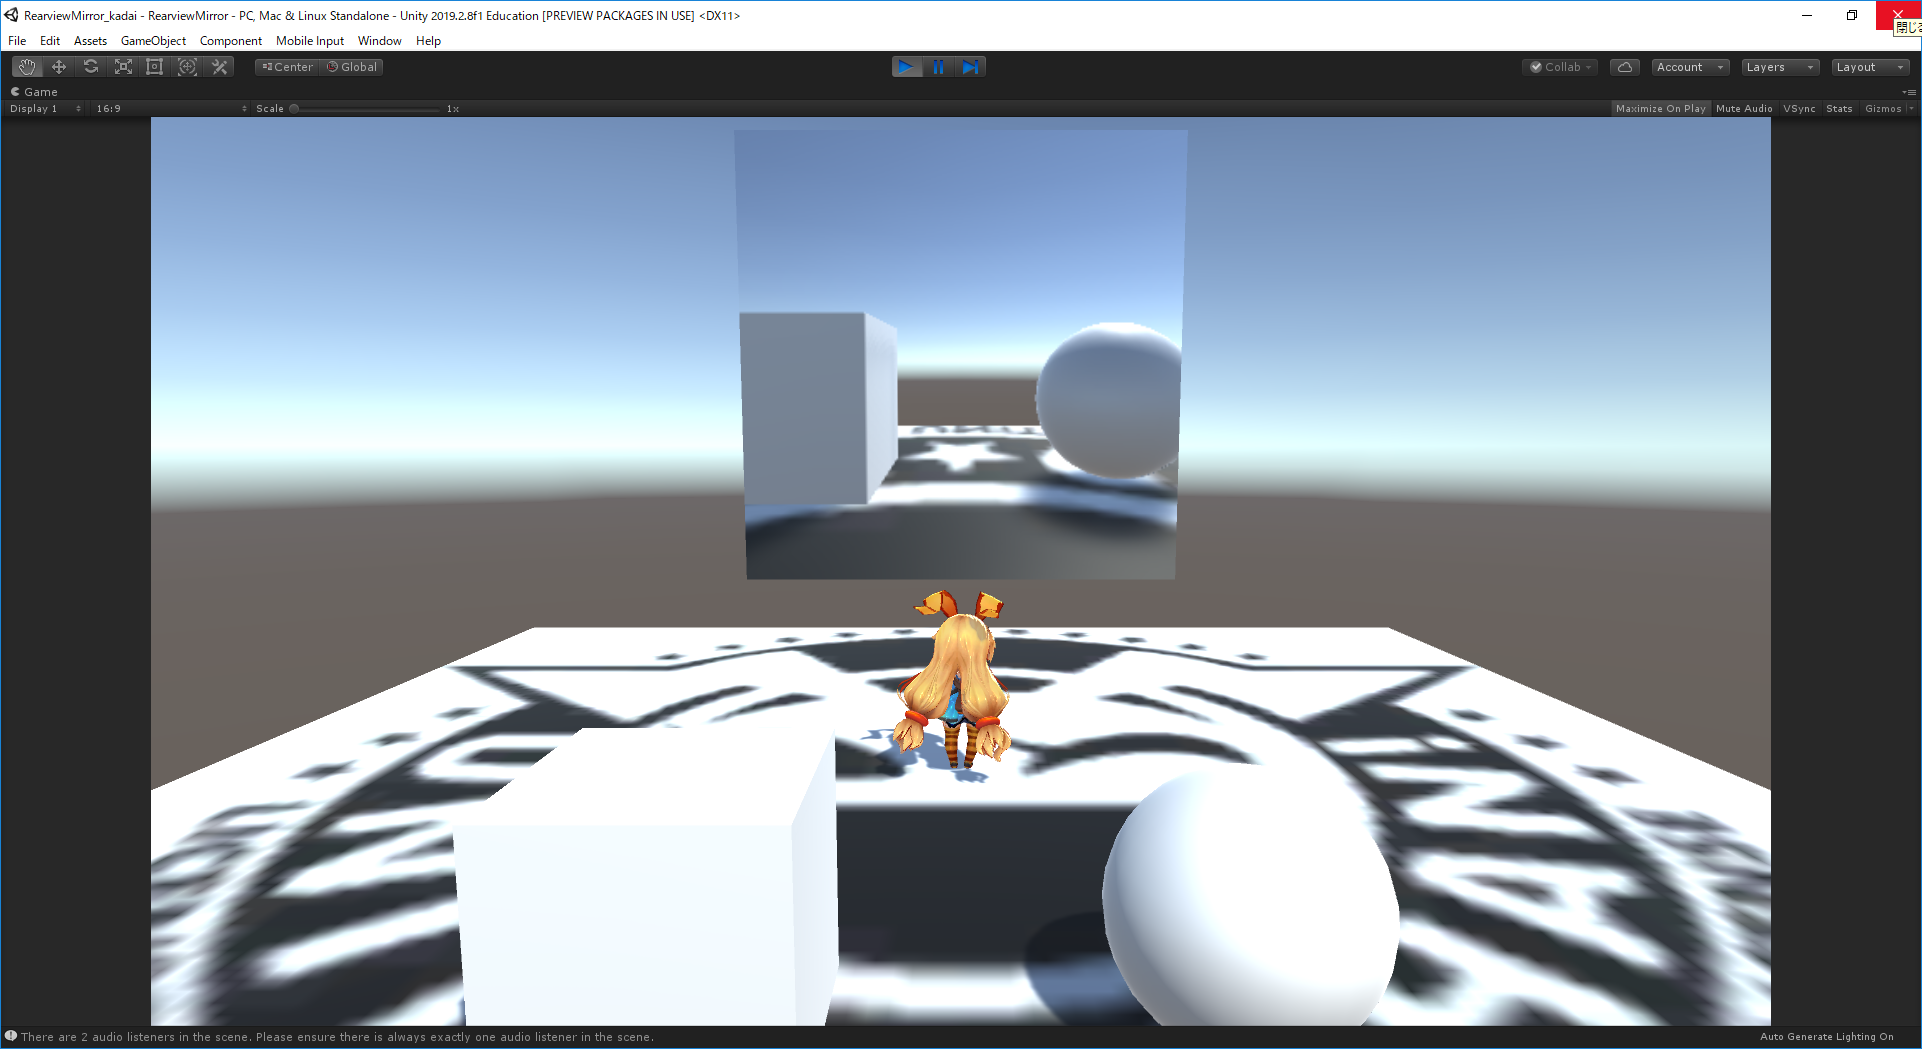 RearviewMirror_kadai - RearviewMirror - PC, Mac & Linux Standalone - Unity 2019.2.8f1 Education [PREVIEW PACKAGES IN USE] <DX11>
File Edit Assets GameObject Component Mobile Input Window Help
Center Global Collab Account Layers Layout
Game
Display 1 16:9 Scale 1x Maximize On Play Mute Audio VSync Stats Gizmos
There are 2 audio listeners in the scene. Please ensure there is always exactly one audio listener in the scene.
Auto Generate Lighting On